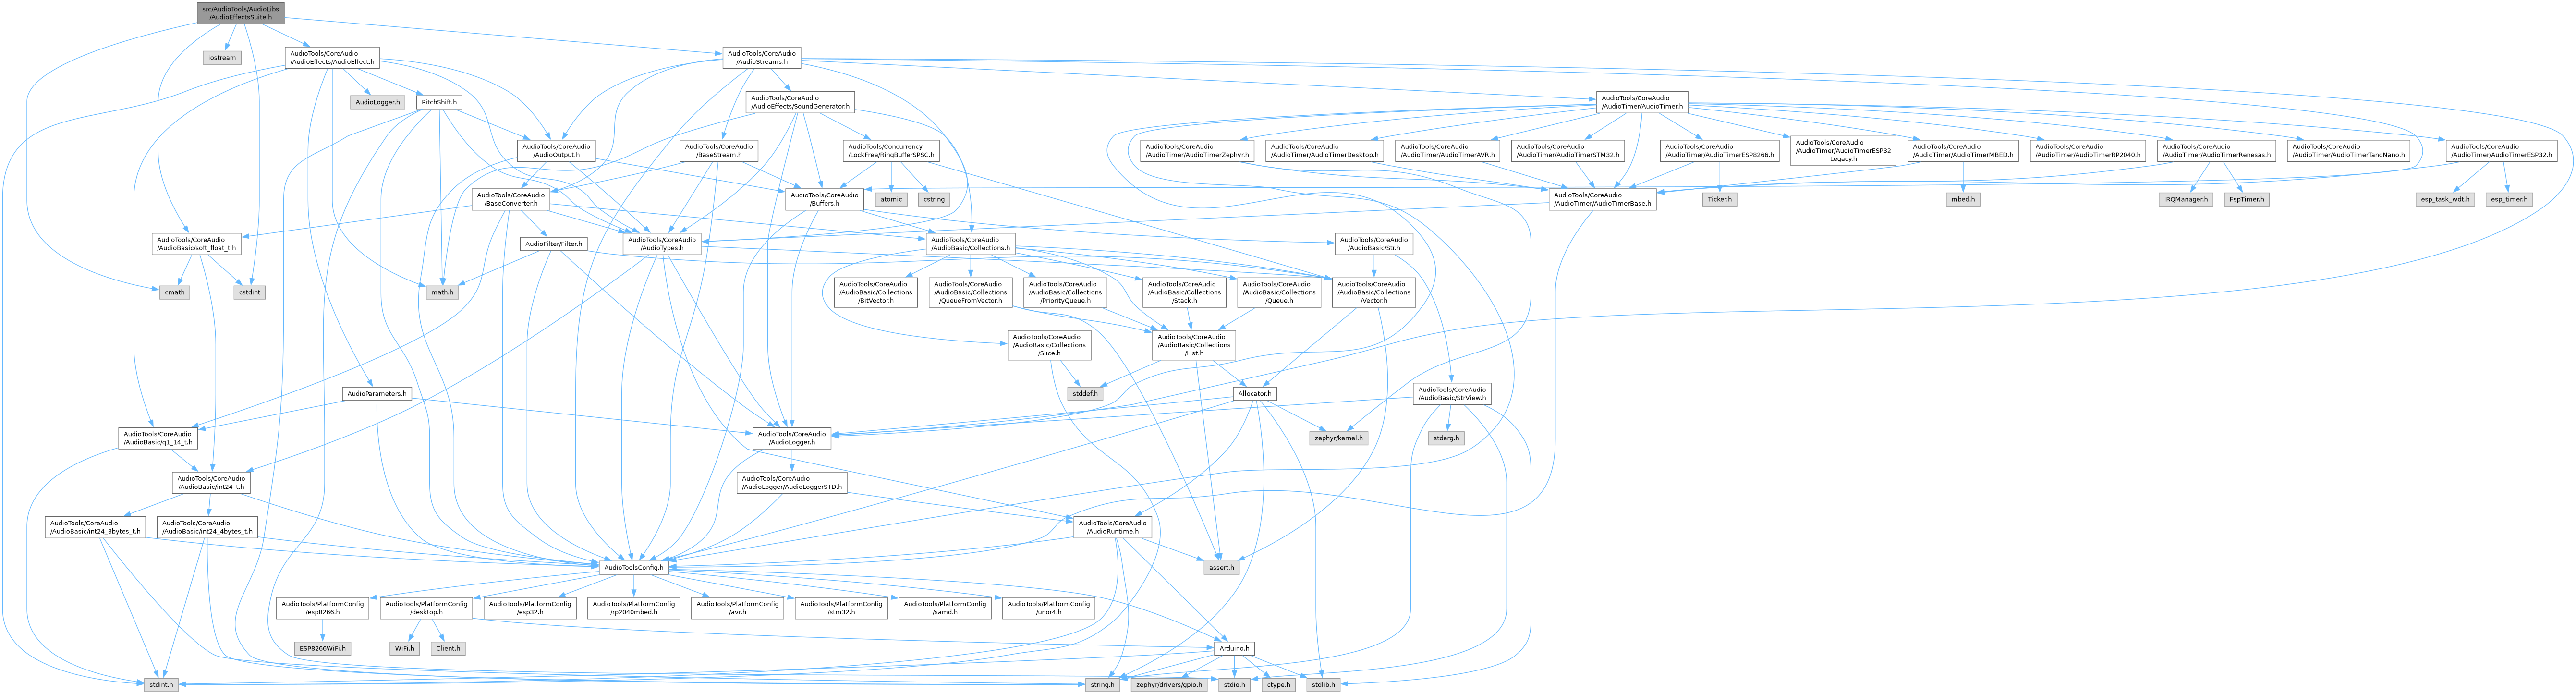 src/AudioTools/AudioLibs
/AudioEffectsSuite.h
iostream
AudioTools/CoreAudio
/AudioEffects/AudioEffect.h
AudioTools/CoreAudio
/AudioStreams.h
AudioLogger.h
PitchShift.h
AudioTools/CoreAudio
/AudioEffects/SoundGenerator.h
AudioTools/CoreAudio
/AudioTimer/AudioTimer.h
AudioTools/CoreAudio
/AudioOutput.h
AudioTools/CoreAudio
/BaseStream.h
AudioTools/Concurrency
/LockFree/RingBufferSPSC.h
AudioTools/CoreAudio
/AudioTimer/AudioTimerZephyr.h
AudioTools/CoreAudio
/AudioTimer/AudioTimerDesktop.h
AudioTools/CoreAudio
/AudioTimer/AudioTimerAVR.h
AudioTools/CoreAudio
/AudioTimer/AudioTimerSTM32.h
AudioTools/CoreAudio
/AudioTimer/AudioTimerESP8266.h
AudioTools/CoreAudio
/AudioTimer/AudioTimerESP32
Legacy.h
AudioTools/CoreAudio
/AudioTimer/AudioTimerMBED.h
AudioTools/CoreAudio
/AudioTimer/AudioTimerRP2040.h
AudioTools/CoreAudio
/AudioTimer/AudioTimerRenesas.h
AudioTools/CoreAudio
/AudioTimer/AudioTimerTangNano.h
AudioTools/CoreAudio
/AudioTimer/AudioTimerESP32.h
AudioTools/CoreAudio
/BaseConverter.h
AudioTools/CoreAudio
/Buffers.h
atomic
cstring
AudioTools/CoreAudio
/AudioTimer/AudioTimerBase.h
Ticker.h
mbed.h
IRQManager.h
FspTimer.h
esp_task_wdt.h
esp_timer.h
AudioTools/CoreAudio
/AudioBasic/soft_float_t.h
AudioFilter/Filter.h
AudioTools/CoreAudio
/AudioTypes.h
AudioTools/CoreAudio
/AudioBasic/Collections.h
AudioTools/CoreAudio
/AudioBasic/Str.h
cmath
cstdint
math.h
AudioTools/CoreAudio
/AudioBasic/Collections
/BitVector.h
AudioTools/CoreAudio
/AudioBasic/Collections
/QueueFromVector.h
AudioTools/CoreAudio
/AudioBasic/Collections
/PriorityQueue.h
AudioTools/CoreAudio
/AudioBasic/Collections
/Stack.h
AudioTools/CoreAudio
/AudioBasic/Collections
/Queue.h
AudioTools/CoreAudio
/AudioBasic/Collections
/Vector.h
AudioTools/CoreAudio
/AudioBasic/Collections
/Slice.h
AudioTools/CoreAudio
/AudioBasic/Collections
/List.h
AudioParameters.h
stddef.h
Allocator.h
AudioTools/CoreAudio
/AudioBasic/StrView.h
AudioTools/CoreAudio
/AudioBasic/q1_14_t.h
AudioTools/CoreAudio
/AudioLogger.h
zephyr/kernel.h
stdarg.h
AudioTools/CoreAudio
/AudioBasic/int24_t.h
AudioTools/CoreAudio
/AudioLogger/AudioLoggerSTD.h
AudioTools/CoreAudio
/AudioBasic/int24_3bytes_t.h
AudioTools/CoreAudio
/AudioBasic/int24_4bytes_t.h
AudioTools/CoreAudio
/AudioRuntime.h
AudioToolsConfig.h
assert.h
AudioTools/PlatformConfig
/esp8266.h
AudioTools/PlatformConfig
/desktop.h
AudioTools/PlatformConfig
/esp32.h
AudioTools/PlatformConfig
/rp2040mbed.h
AudioTools/PlatformConfig
/avr.h
AudioTools/PlatformConfig
/stm32.h
AudioTools/PlatformConfig
/samd.h
AudioTools/PlatformConfig
/unor4.h
ESP8266WiFi.h
WiFi.h
Client.h
Arduino.h
stdint.h
string.h
zephyr/drivers/gpio.h
stdio.h
ctype.h
stdlib.h